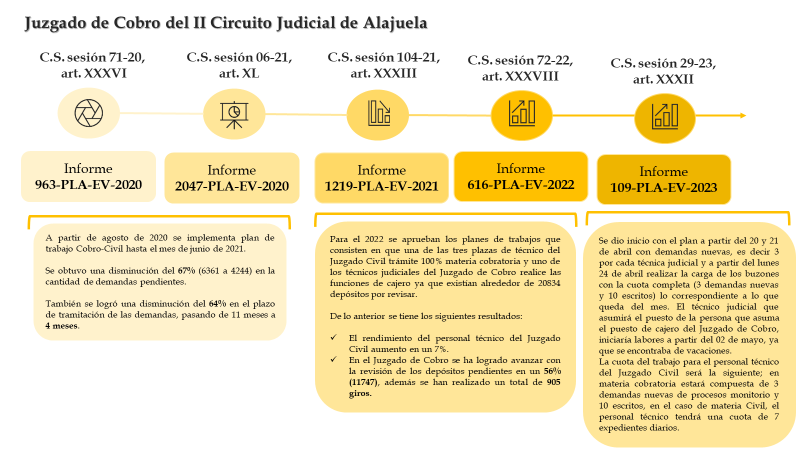 Juzgado de Cobro del II Circuito Judicial de Alajuela
C.S. sesión 71-20,
art. XXXVI
C.S. sesión 06-21,
art. XL
C.S. sesión 104-21,
art. XXXIII
C.S. sesión 72-22,
art. XXXVIII
C.S. sesión 29-23,
art. XXXII
Informe
963-PLA-EV-2020
Informe
2047-PLA-EV-2020
Informe
1219-PLA-EV-2021
Informe
616-PLA-EV-2022
Informe
109-PLA-EV-2023
A partir de agosto de 2020 se implementa plan de
trabajo Cobro-Civil hasta el mes de junio de 2021.
Se obtuvo una disminución del 67% (6361 a 4244) en la
cantidad de demandas pendientes.
También se logró una disminución del 64% en el plazo
de tramitación de las demandas, pasando de 11 meses a
4 meses.
Para el 2022 se aprueban los planes de trabajos que
consisten en que una de las tres plazas de técnico del
Juzgado Civil trámite 100% materia cobratoria y uno de
los técnicos judiciales del Juzgado de Cobro realice las
funciones de cajero ya que existían alrededor de 20834
depósitos por revisar.
De lo anterior se tiene los siguientes resultados:
✓ El rendimiento del personal técnico del Juzgado
Civil aumento en un 7%.
✓ En el Juzgado de Cobro se ha logrado avanzar con
la revisión de los depósitos pendientes en un 56%
(11747), además se han realizado un total de 905
giros.
Se dio inicio con el plan a partir del 20 y 21
de abril con demandas nuevas, es decir 3
por cada técnica judicial y a partir del lunes
24 de abril realizar la carga de los buzones
con la cuota completa (3 demandas nuevas
y 10 escritos) lo correspondiente a lo que
queda del mes. El técnico judicial que
asumirá el puesto de la persona que asuma
el puesto de cajero del Juzgado de Cobro,
iniciaría labores a partir del 02 de mayo, ya
que se encontraba de vacaciones.
La cuota del trabajo para el personal técnico
del Juzgado Civil será la siguiente; en
materia cobratoria estará compuesta de 3
demandas nuevas de procesos monitorio y
10 escritos, en el caso de materia Civil, el
personal técnico tendrá una cuota de 7
expedientes diarios.